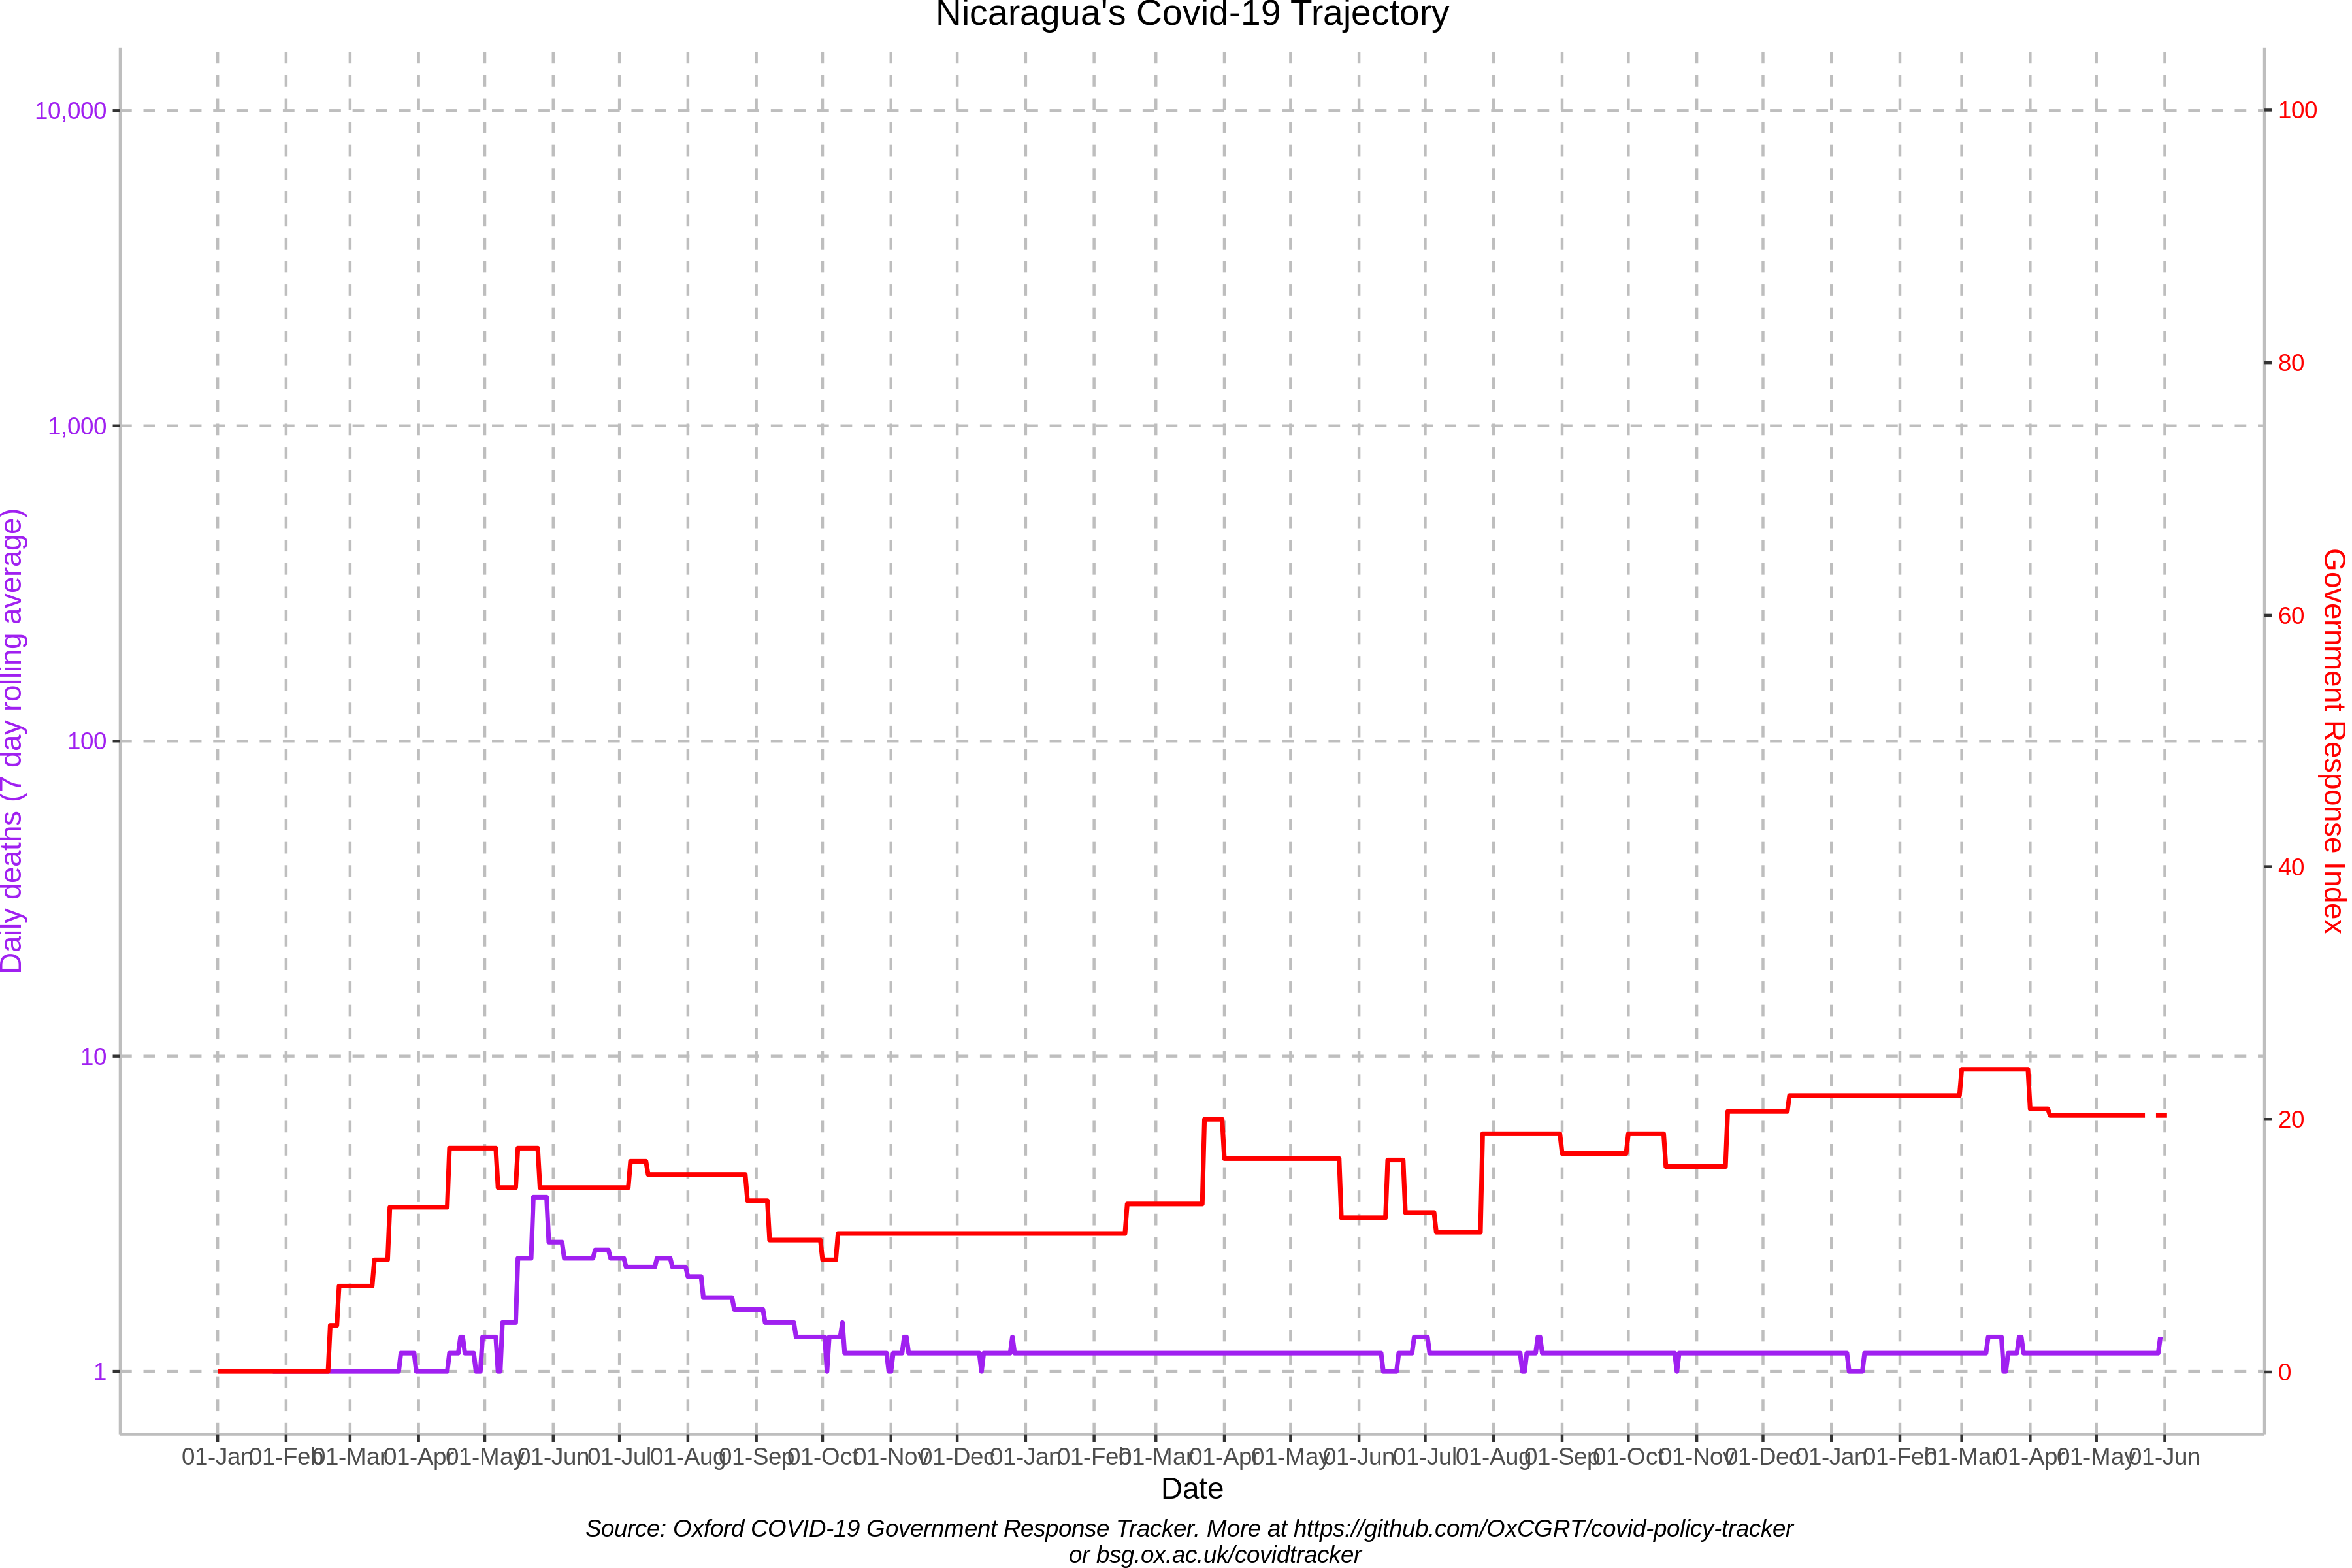 Nicaragua's Covid-19 Trajectory
10,000
1,000
100
10
1
Daily deaths (7 day rolling average)
100
80
60
40
20
0
Government Response Index
01-Jan 01-Feb 01-Mar 01-Apr 01-May 01-Jun 01-Jul 01-Aug 01-Sep 01-Oct 01-Nov 01-Dec 01-Jan 01-Feb 01-Mar 01-Apr 01-May 01-Jun 01-Jul 01-Aug 01-Sep 01-Oct 01-Nov 01-Dec 01-Jan 01-Feb 01-Mar 01-Apr 01-May 01-Jun
Date
Source: Oxford COVID-19 Government Response Tracker. More at https://github.com/OxCGRT/covid-policy-tracker
or bsg.ox.ac.uk/covidtracker